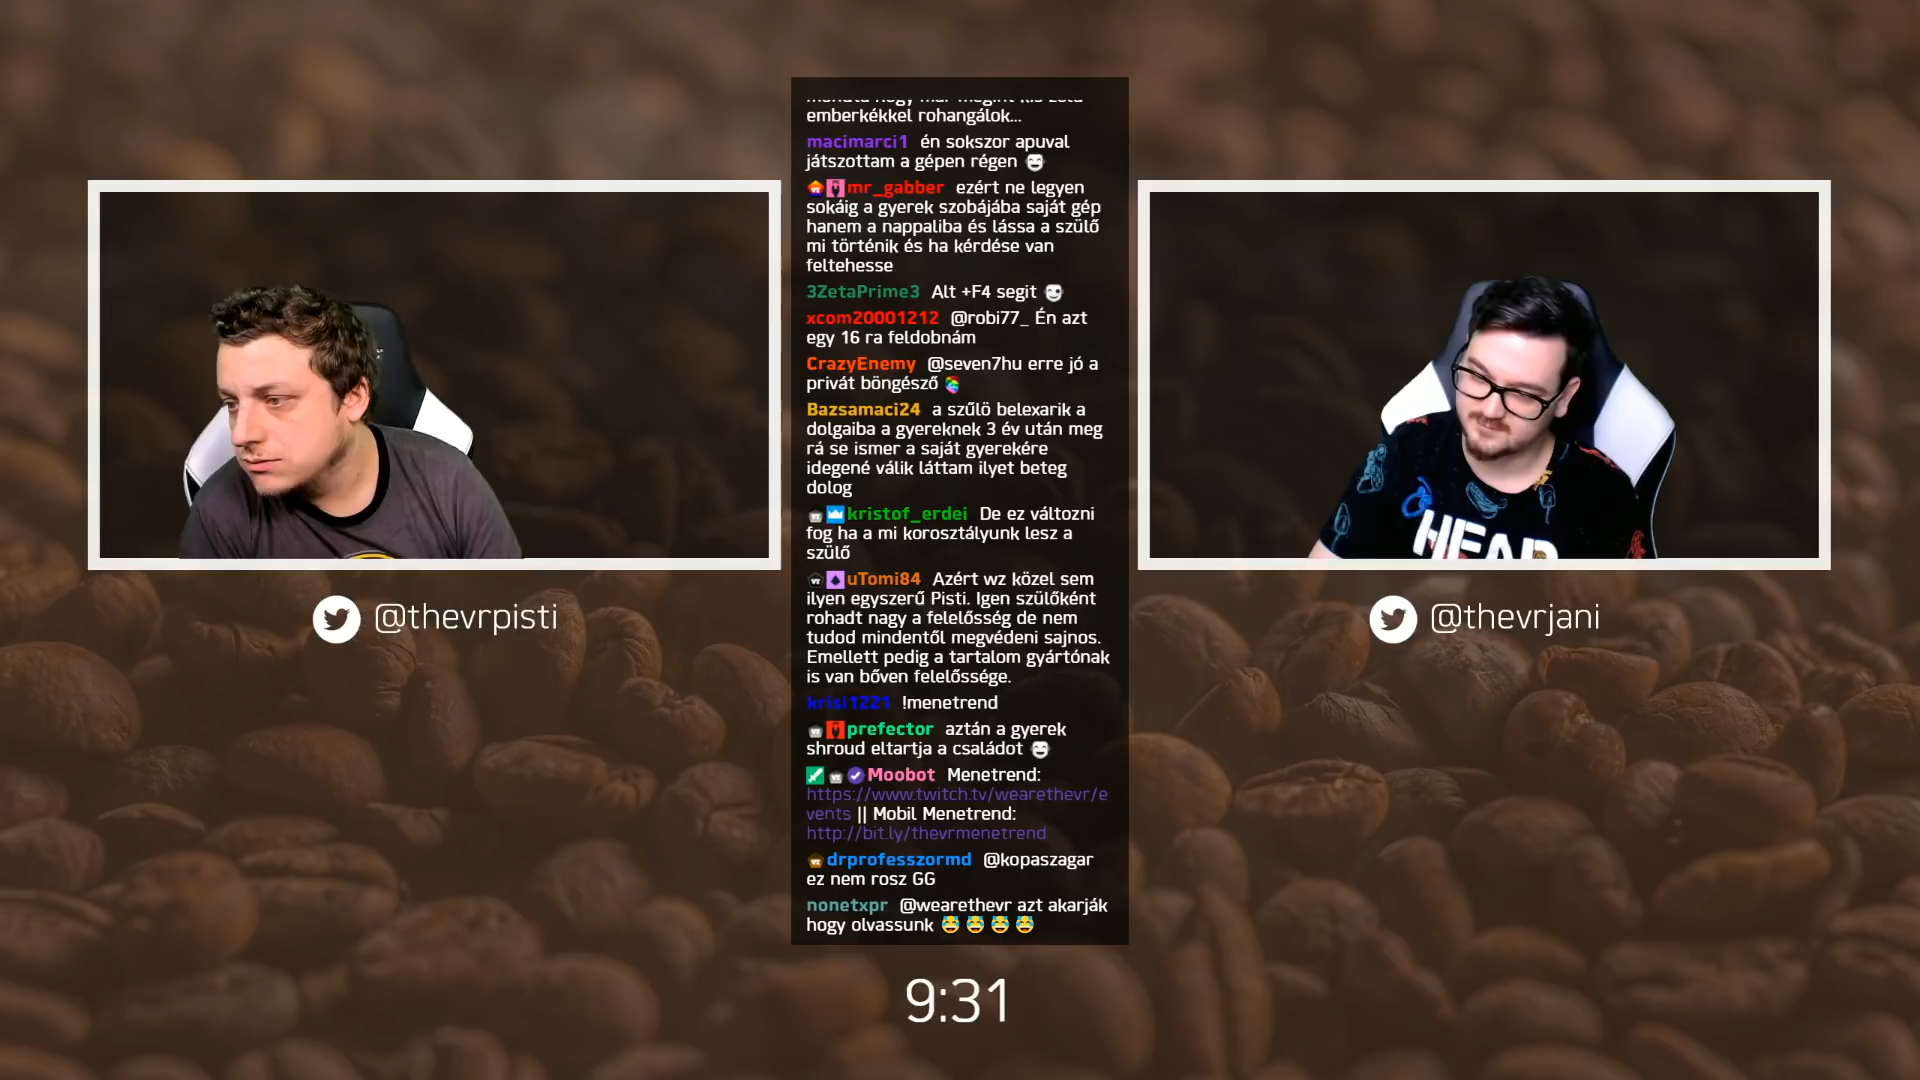 emberkékkel rohangálok...
macimarci1 én sokszor apuval
játszottam a gépen régen
mr_gabber ezért ne legyen
sokáig a gyerek szobájába saját gép
hanem a nappaliba és lássa a szülő
mi történik és ha kérdése van
feltehesse
3ZetaPrime3 Alt +F4 segit
xcom20001212 @robi77_ Én azt
egy 16 ra feldobnám
CrazyEnemy @seven7hu erre jó a
privát böngésző
Bazsamaci24 a szűlö belexarik a
dolgaiba a gyereknek 3 év után meg
rá se ismer a saját gyerekére
idegené válik láttam ilyet beteg
dolog
kristof_erdei De ez változni
fog ha a mi korosztályunk lesz a
szülő
uTomi84 Azért wz közel sem
ilyen egyszerű Pisti. Igen szülőként
rohadt nagy a felelősség de nem
tudod mindentől megvédeni sajnos.
Emellett pedig a tartalom gyártónak
is van bőven felelőssége.
krisi1221 !menetrend
prefector aztán a gyerek
shroud eltartja a családot
Moobot Menetrend:
https://www.twitch.tv/wearethevr/e
vents || Mobil Menetrend:
http://bit.ly/thevrmenetrend
drprofesszormd @kopaszagar
ez nem rosz GG
nonetxpr @wearethevr azt akarják
hogy olvassunk
@thevrpisti
@thevrjani
HEAD
9:31